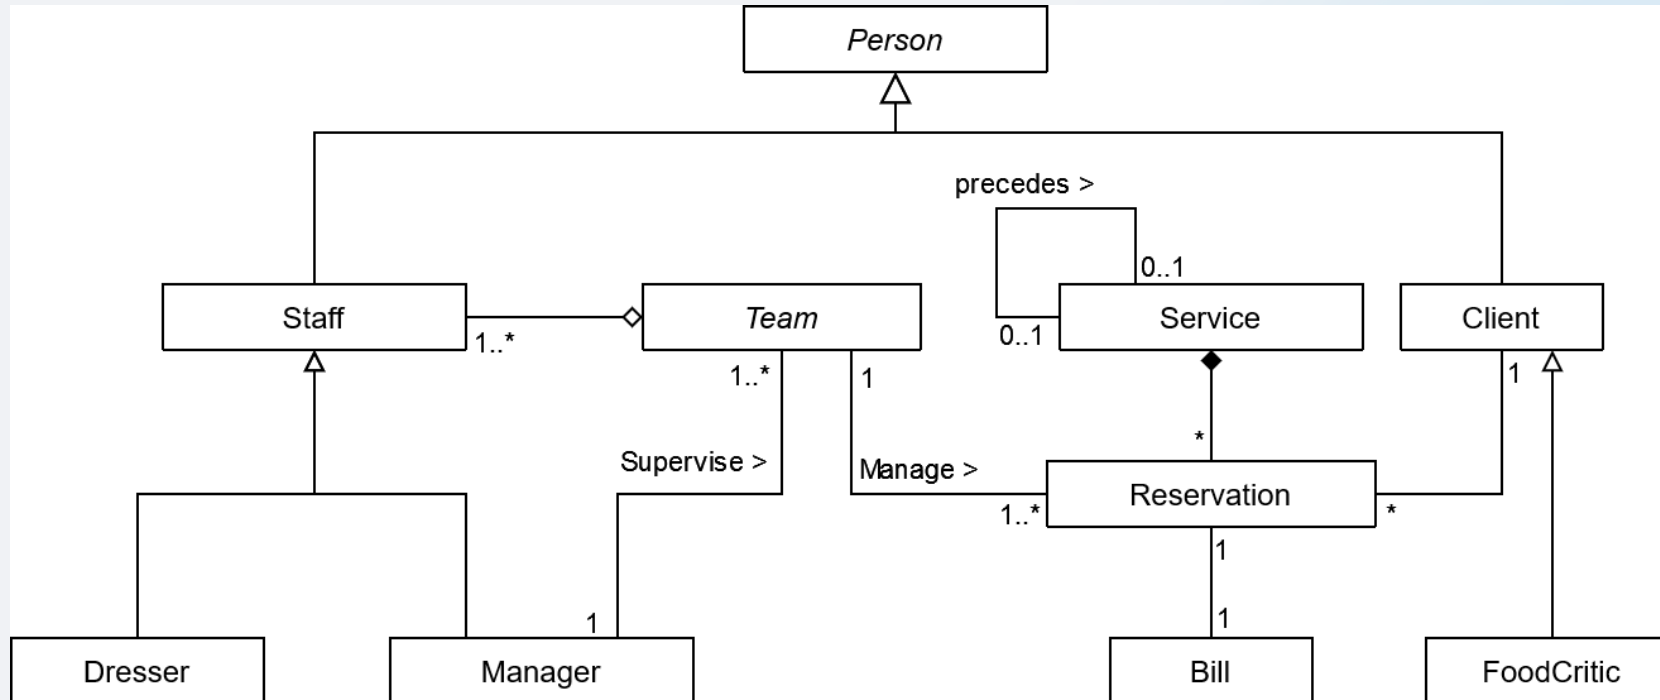 Person
precedes >
0..1
Staff
Team
Service
Client
1..*
0..1
1..*
1
1
*
Supervise >
Manage >
Reservation
1..*
*
1
1
1
Dresser
Manager
Bill
FoodCritic